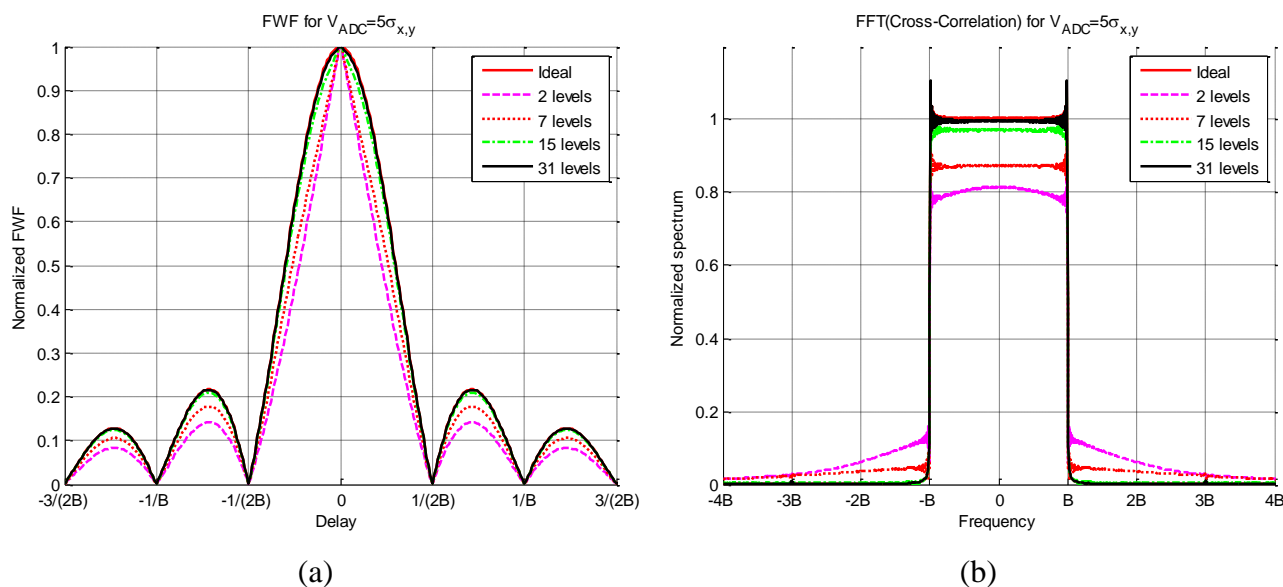 FWF for V_ADC=5σ_x,y
Ideal
2 levels
7 levels
15 levels
31 levels
Normalized FWF
1
0.9
0.8
0.7
0.6
0.5
0.4
0.3
0.2
0.1
0
-3/(2B) -1/B -1/(2B) 0 1/(2B) 1/B 3/(2B)
Delay
(a)
FFT(Cross-Correlation) for V_ADC=5σ_x,y
Ideal
2 levels
7 levels
15 levels
31 levels
Normalized spectrum
1
0.8
0.6
0.4
0.2
0
-4B -3B -2B -B 0 B 2B 3B 4B
Frequency
(b)